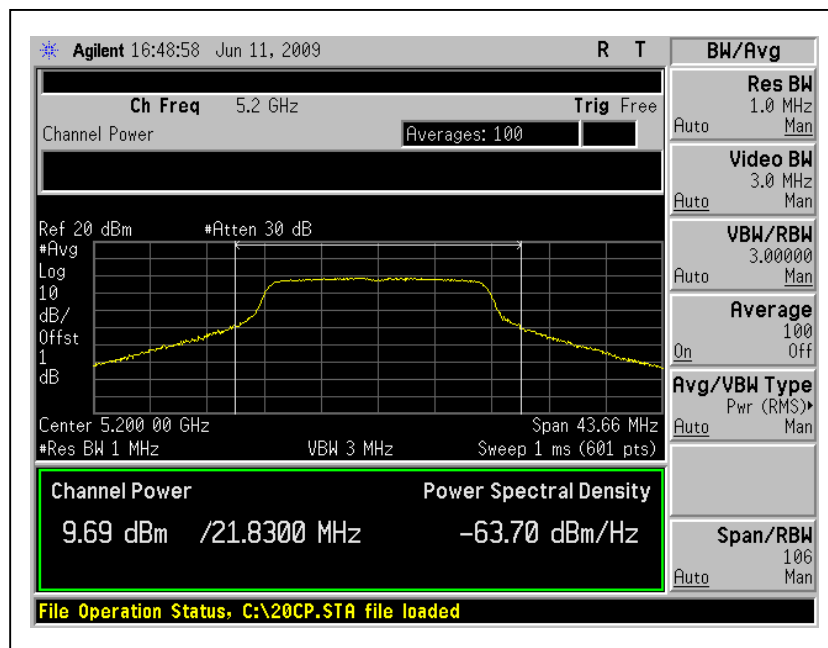 Agilent 16:48:58 Jun 11, 2009 R T
Ch Freq 5.2 GHz Trig Free
Channel Power Averages: 100
Ref 20 dBm #Atten 30 dB
#Avg
Log
10
dB/
Offst
1
dB
Center 5.200 00 GHz Span 43.66 MHz
#Res BW 1 MHz VBW 3 MHz Sweep 1 ms (601 pts)
Channel Power Power Spectral Density
9.69 dBm /21.8300 MHz -63.70 dBm/Hz
File Operation Status, C:\20CP.STA file loaded
BW/Avg
Res BW
1.0 MHz
Auto Man
Video BW
3.0 MHz
Auto Man
VBW/RBW
3.00000
Auto Man
Average
100
On Off
Avg/VBW Type
Pwr (RMS)▸
Auto Man
Span/RBW
106
Auto Man